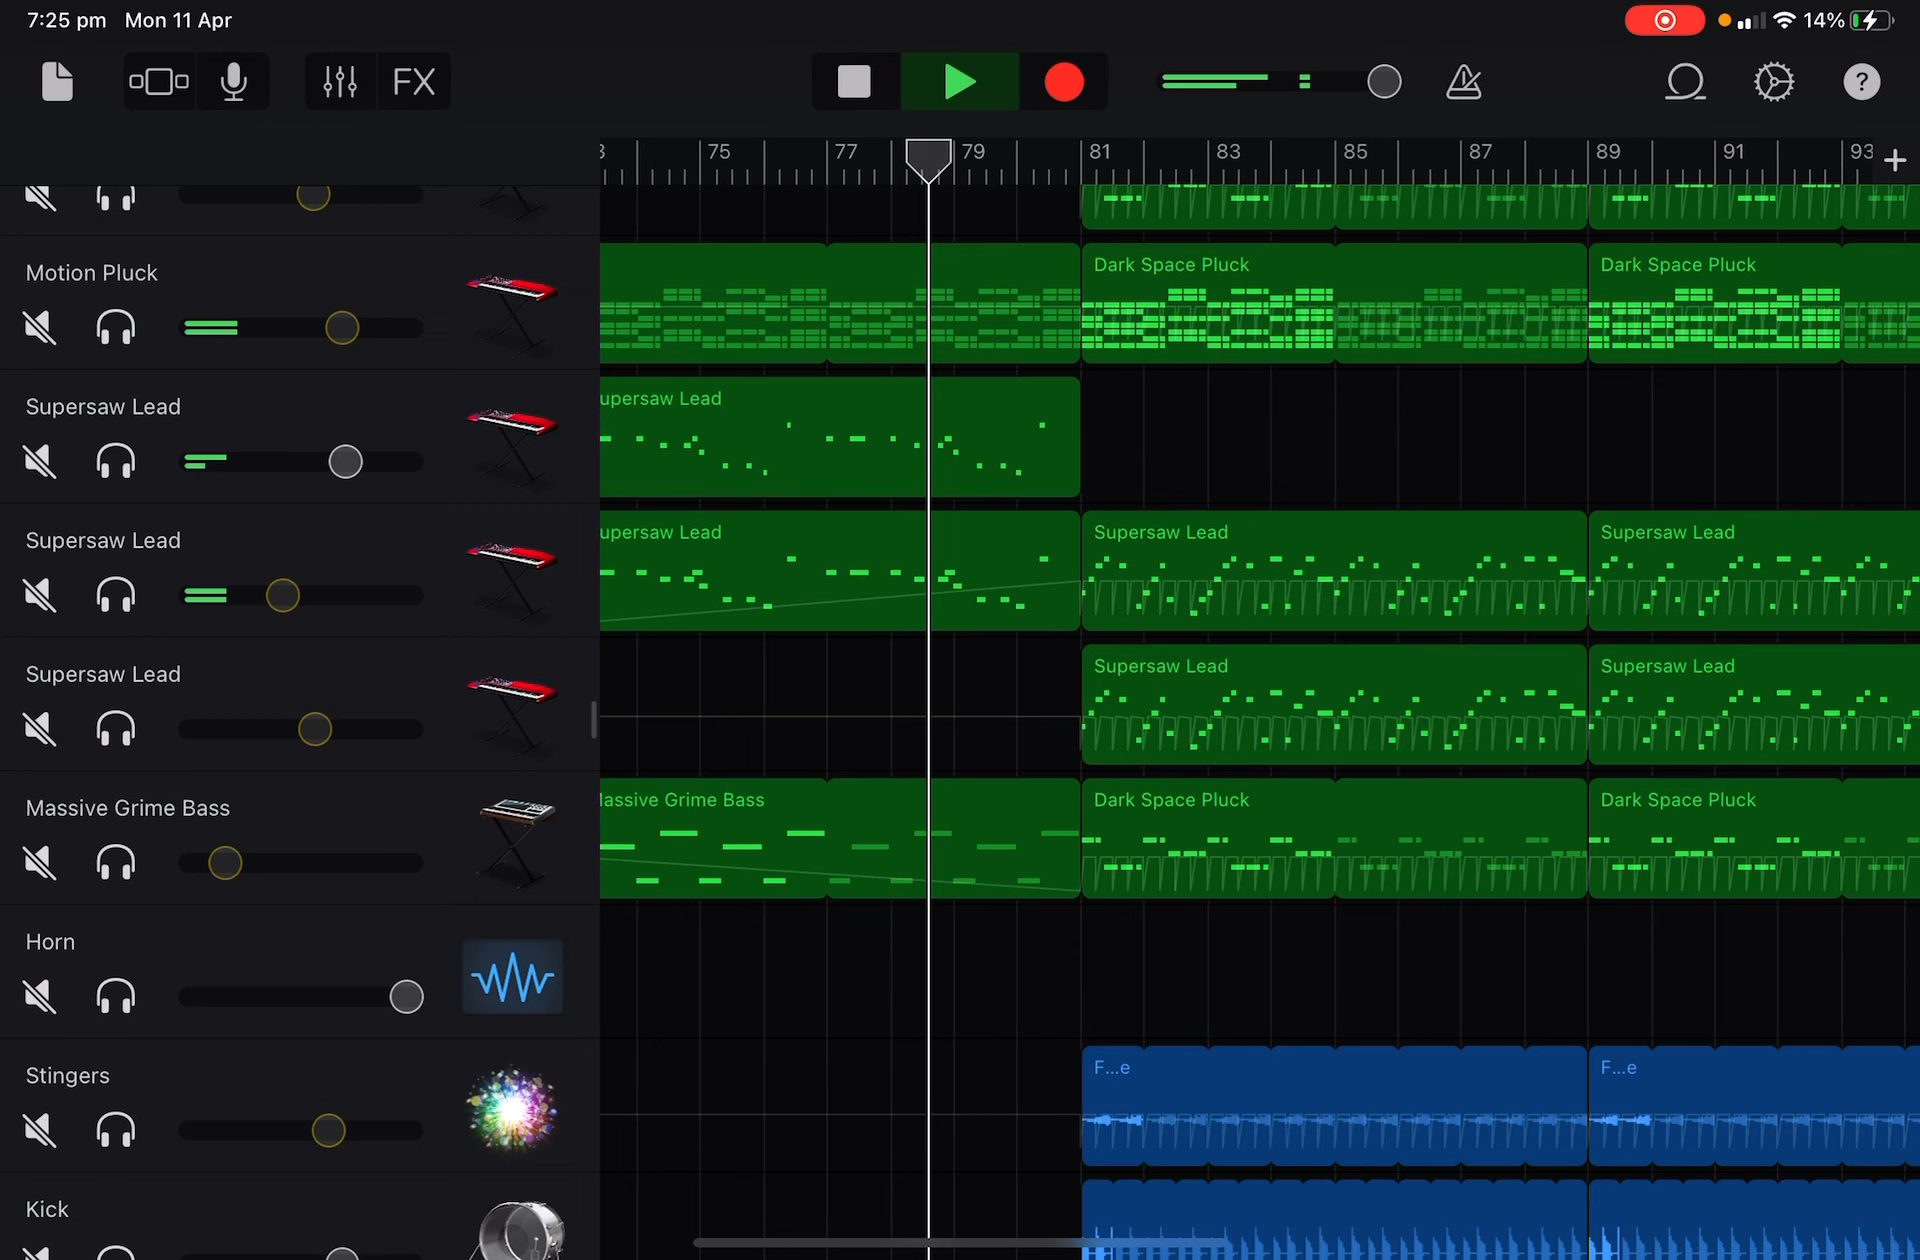 7:25 pm Mon 11 Apr
14%
FX
?
3 75 77 79 81 83 85 87 89 91 93 +
Motion Pluck
Dark Space Pluck
Dark Space Pluck
Supersaw Lead
upersaw Lead
Supersaw Lead
upersaw Lead
Supersaw Lead
Supersaw Lead
Supersaw Lead
Supersaw Lead
Supersaw Lead
Massive Grime Bass
assive Grime Bass
Dark Space Pluck
Dark Space Pluck
Horn
Stingers
F...e
F...e
Kick